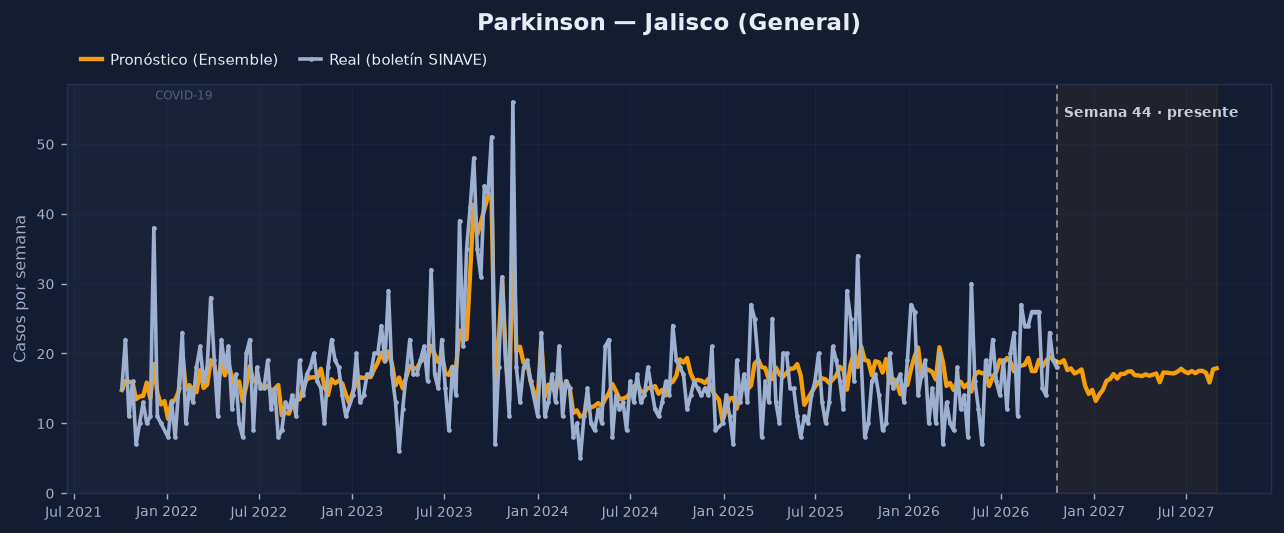 Parkinson — Jalisco (General)
Pronóstico (Ensemble)
Real (boletín SINAVE)
COVID-19
Semana 44 · presente
Casos por semana
50
40
30
20
10
0
Jul 2021
Jan 2022
Jul 2022
Jan 2023
Jul 2023
Jan 2024
Jul 2024
Jan 2025
Jul 2025
Jan 2026
Jul 2026
Jan 2027
Jul 2027